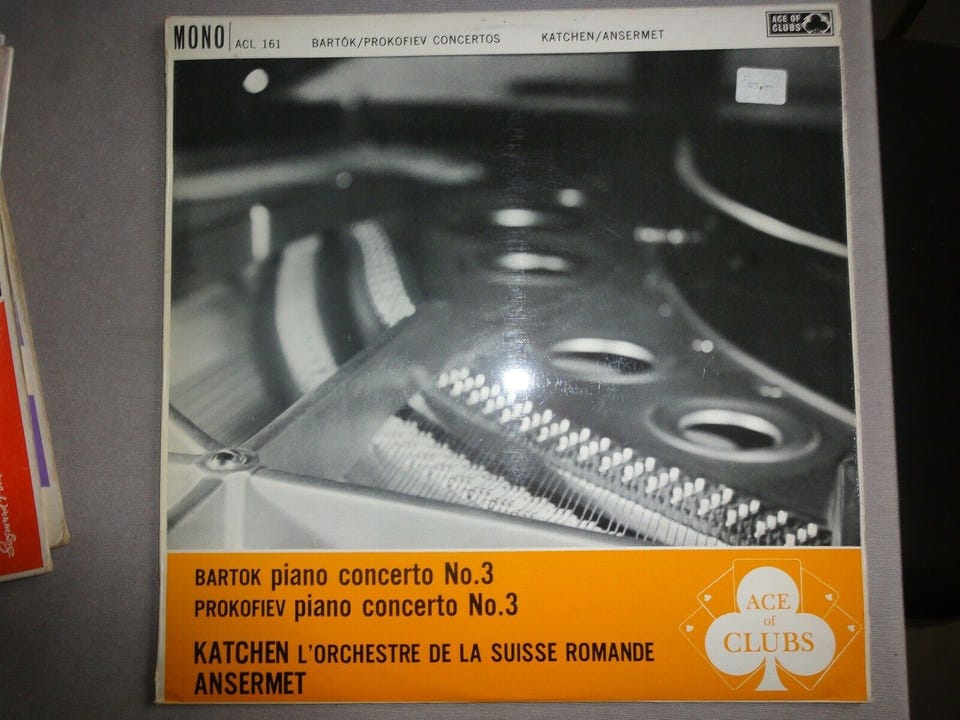 MONO ACL 161 BARTÓK/PROKOFIEV CONCERTOS KATCHEN/ANSERMET
ACE OF
CLUBS
BARTOK piano concerto No.3
PROKOFIEV piano concerto No.3
KATCHEN L'ORCHESTRE DE LA SUISSE ROMANDE
ANSERMET
ACE
of
CLUBS